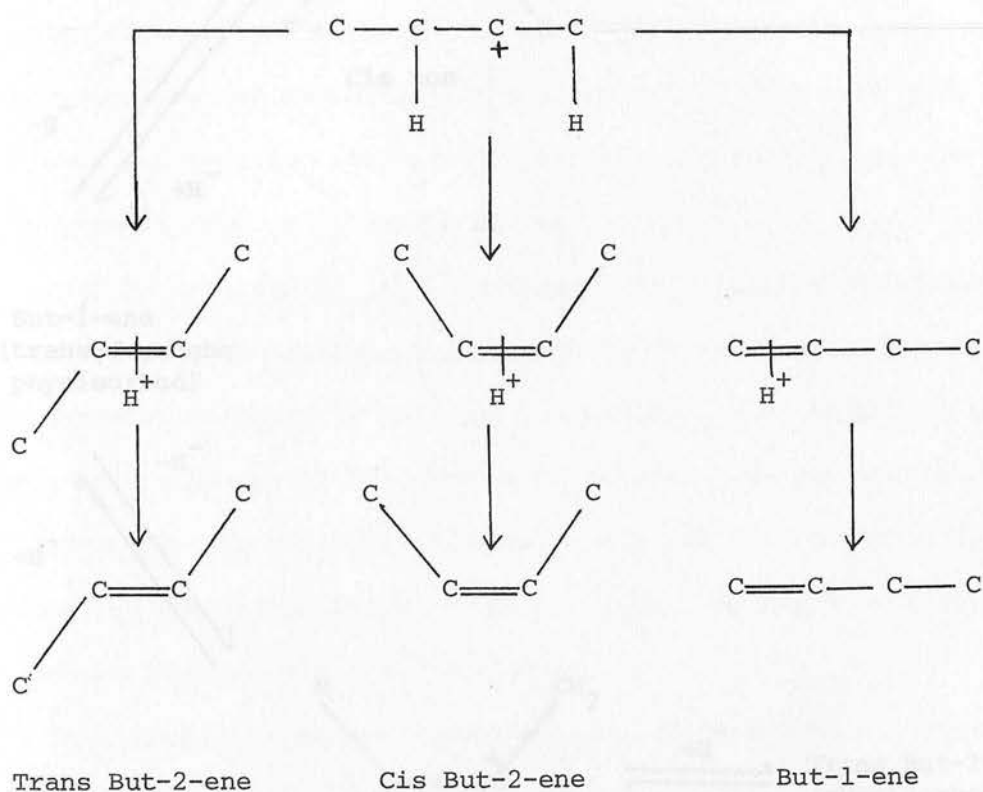 C — C — C — C
+
H H
C C C
C C C C C C C C
H+ H+ H+
C
C C C
C C C C C C C C
C
Trans But-2-ene Cis But-2-ene But-1-ene